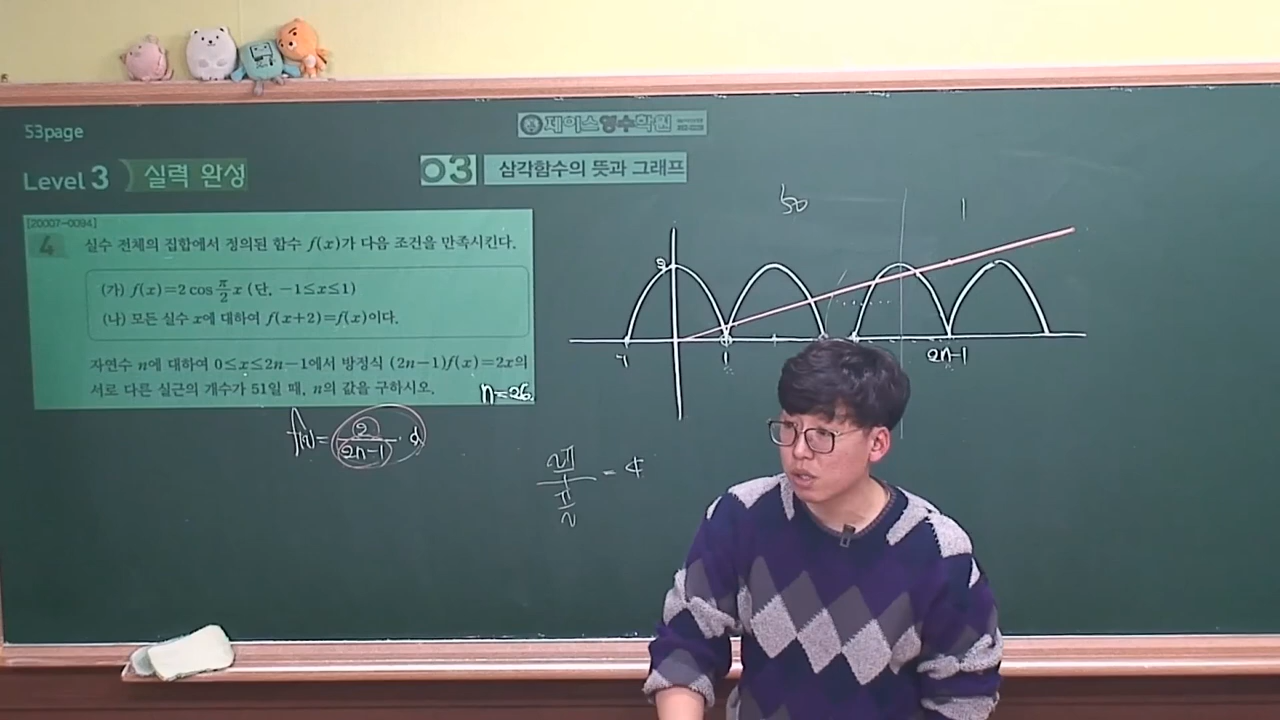 53page
제이스영수학원
Level 3 실력 완성
03 삼각함수의 뜻과 그래프
[20007-0094]
4 실수 전체의 집합에서 정의된 함수 f(x)가 다음 조건을 만족시킨다.
(가) f(x)=2 cos π/2 x (단, −1≤x≤1)
(나) 모든 실수 x에 대하여 f(x+2)=f(x)이다.
자연수 n에 대하여 0≤x≤2n−1에서 방정식 (2n−1)f(x)=2x의
서로 다른 실근의 개수가 51일 때, n의 값을 구하시오.
n=26
f(x)= 2/2n-1 · x
2π/(π/2) = 4
50 1
2
-1 1 2n-1